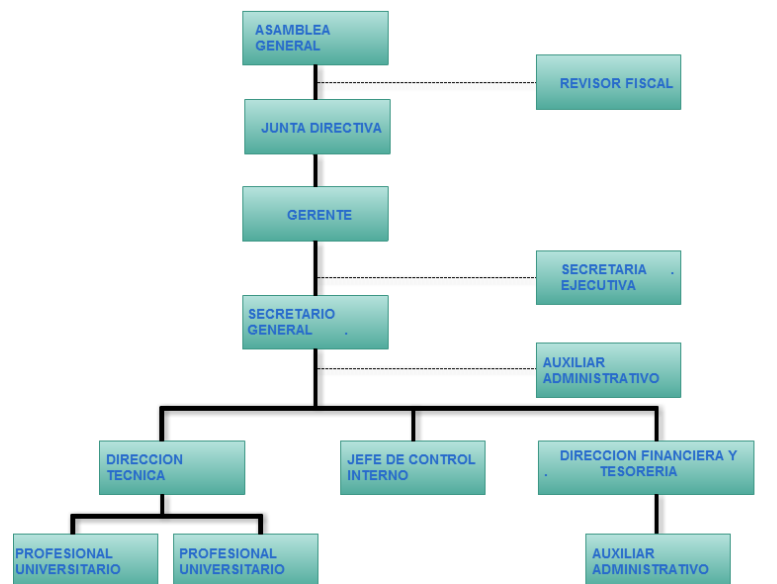 ASAMBLEA
GENERAL
REVISOR FISCAL
JUNTA DIRECTIVA
GERENTE
SECRETARIA .
EJECUTIVA
SECRETARIO
GENERAL .
AUXILIAR
ADMINISTRATIVO
DIRECCION
TECNICA
JEFE DE CONTROL
INTERNO
DIRECCION FINANCIERA Y
. TESORERIA
PROFESIONAL
UNIVERSITARIO
PROFESIONAL
UNIVERSITARIO
AUXILIAR
ADMINISTRATIVO